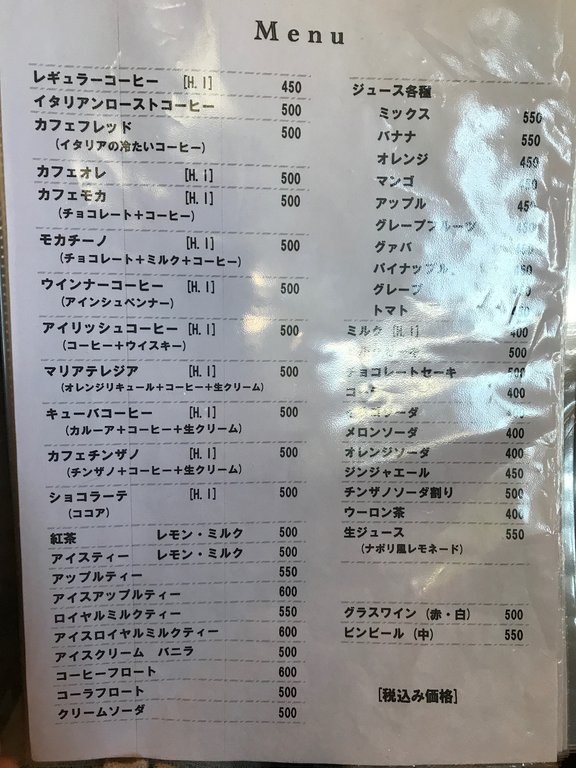 Menu
レギュラーコーヒー [H. I] 450
イタリアンローストコーヒー 500
カフェフレッド 500
(イタリアの冷たいコーヒー)
カフェオレ [H. I] 500
カフェモカ [H. I] 500
(チョコレート+コーヒー)
モカチーノ [H. I] 500
(チョコレート+ミルク+コーヒー)
ウインナーコーヒー [H. I] 500
(アインシュペンナー)
アイリッシュコーヒー [H. I] 500
(コーヒー+ウイスキー)
マリアテレジア [H. I] 500
(オレンジリキュール+コーヒー+生クリーム)
キューバコーヒー [H. I] 500
(カルーア+コーヒー+生クリーム)
カフェチンザノ [H. I] 500
(チンザノ+コーヒー+生クリーム)
ショコラーテ [H. I] 500
(ココア)
紅茶 レモン・ミルク 500
アイスティー レモン・ミルク 500
アップルティー 550
アイスアップルティー 600
ロイヤルミルクティー 550
アイスロイヤルミルクティー 600
アイスクリーム バニラ 500
コーヒーフロート 600
コーラフロート 500
クリームソーダ 500
ジュース各種
ミックス 550
バナナ 550
オレンジ 450
マンゴ 450
アップル 450
グレープフルーツ 450
グァバ
パイナップル
グレープ
トマト
ミルク [H. I] 400
500
チョコレートセーキ 500
400
ソーダ 400
メロンソーダ 400
オレンジソーダ 400
ジンジャエール 450
チンザノソーダ割り 500
ウーロン茶 400
生ジュース 550
(ナポリ風レモネード)
グラスワイン (赤・白) 500
ビンビール (中) 550
[税込み価格]